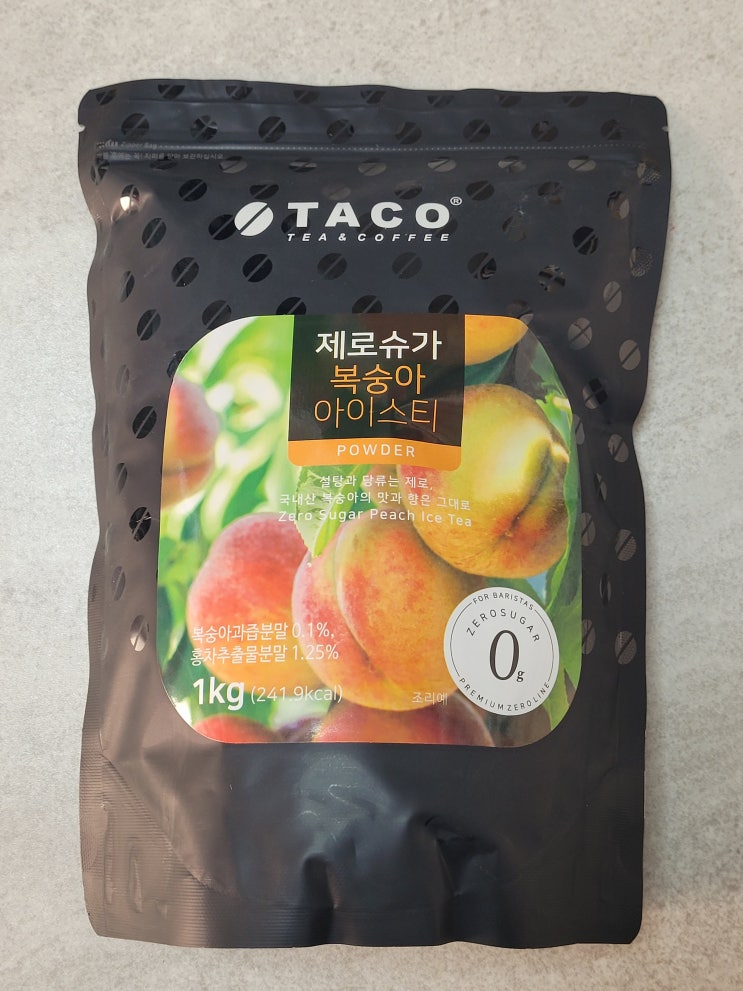 Zipper Bag
TACO®
TEA & COFFEE
제로슈가
복숭아
아이스티
POWDER
설탕과 당류는 제로,
국내산 복숭아의 맛과 향은 그대로
Zero Sugar Peach Ice Tea
복숭아과즙분말 0.1%,
홍차추출물분말 1.25%
1kg (241.9kcal)
조리예
FOR BARISTAS
ZEROSUGAR
0g
PREMIUMZEROLINE